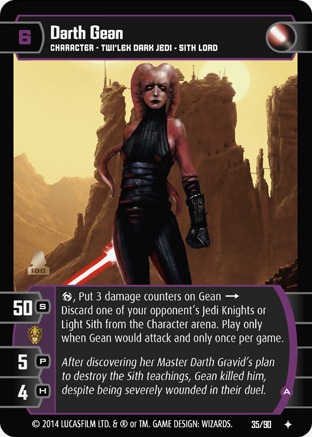 6
Darth Gean
CHARACTER - TWI'LEK DARK JEDI - SITH LORD
IDC
50 S
5 P
4 H
, Put 3 damage counters on Gean →
Discard one of your opponent's Jedi Knights or
Light Sith from the Character arena. Play only
when Gean would attack and only once per game.
After discovering her Master Darth Gravid's plan
to destroy the Sith teachings, Gean killed him,
despite being severely wounded in their duel.
A
© 2014 LUCASFILM LTD. & ® or TM. GAME DESIGN: WIZARDS. 35/90